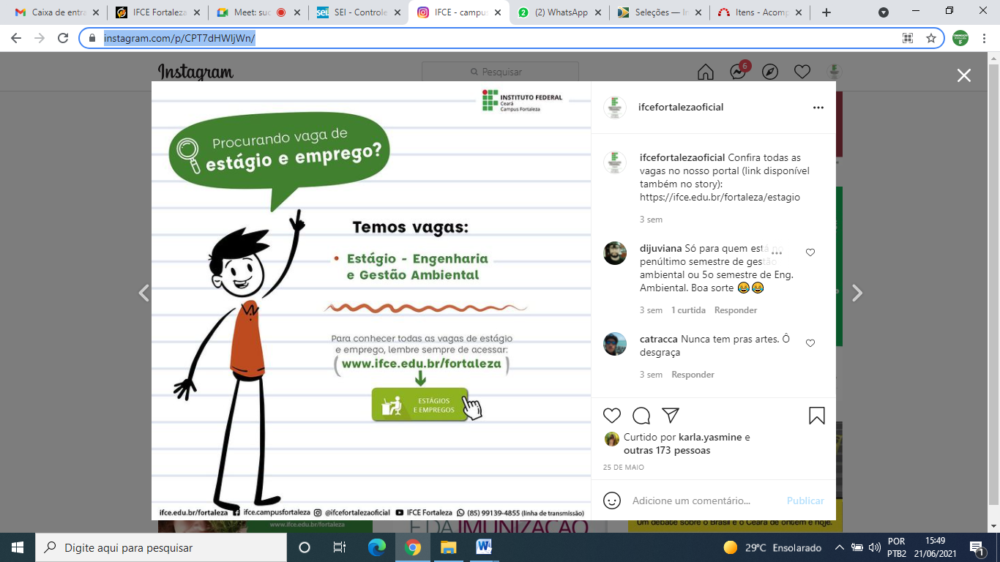 Caixa de entra
IFCE Fortaleza
Meet: suc
SEI - Controle
IFCE - campus
(2) WhatsApp
Seleções — In
Itens - Acomp
instagram.com/p/CPT7dHWljWn/
Instagram
Pesquisar
6
INSTITUTO FEDERAL
Ceará
Campus Fortaleza
Procurando vaga de
estágio e emprego?
Temos vagas:
• Estágio - Engenharia
e Gestão Ambiental
Para conhecer todas as vagas de estágio
e emprego, lembre sempre de acessar:
(www.ifce.edu.br/fortaleza)
ESTÁGIOS
E EMPREGOS
ifce.edu.br/fortaleza ifce.campusfortaleza @ifcefortalezaoficial IFCE Fortaleza (85) 99139-4855 (linha de transmissão)
ifcefortalezaoficial
ifcefortalezaoficial Confira todas as
vagas no nosso portal (link disponível
também no story):
https://ifce.edu.br/fortaleza/estagio
3 sem
dijuviana Só para quem está no
penúltimo semestre de gestão
ambiental ou 5o semestre de Eng.
Ambiental. Boa sorte 😂😂
3 sem 1 curtida Responder
catracca Nunca tem pras artes. Ô
desgraça
3 sem Responder
Curtido por karla.yasmine e
outras 173 pessoas
25 DE MAIO
Adicione um comentário... Publicar
www.ifce.edu.br/fortaleza
E DA IMUNIZAÇÃO
Um debate sobre o Brasil e o Ceará de ontem e hoje.
Digite aqui para pesquisar
29°C Ensolarado
POR
PTB2
15:49
21/06/2021
1